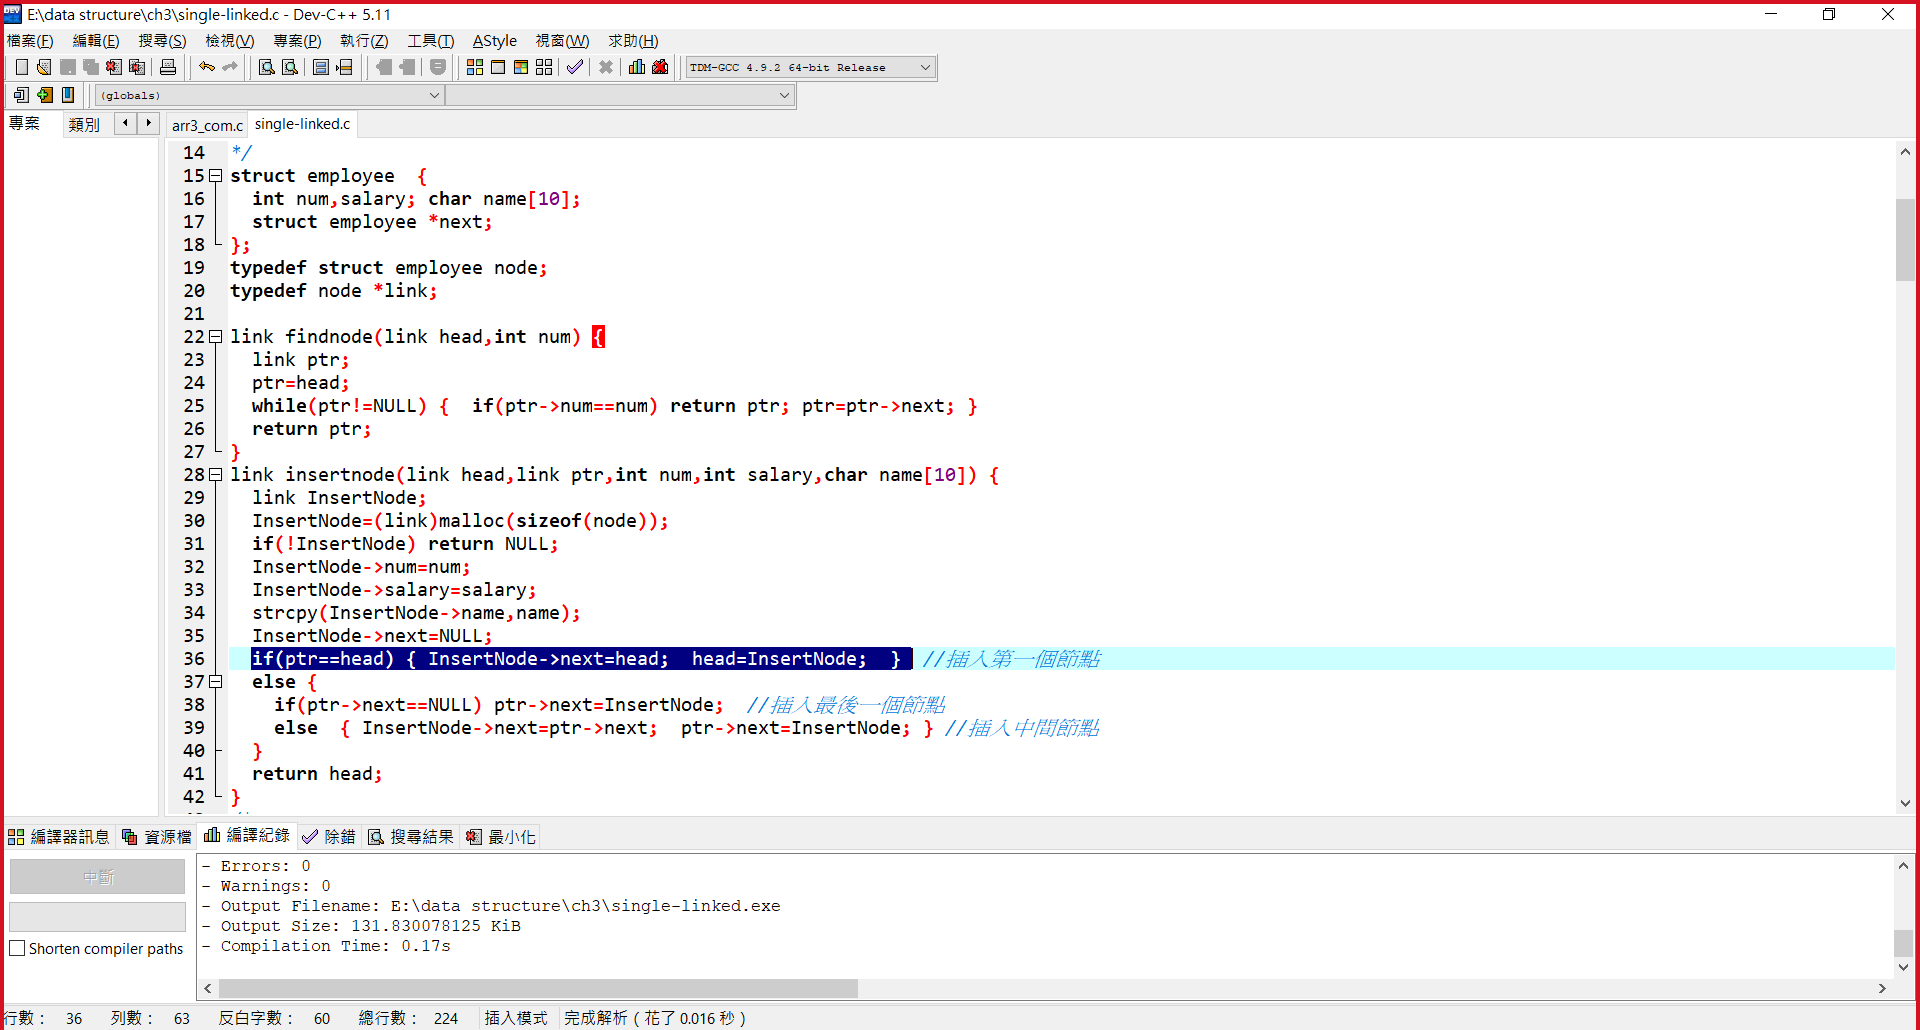 E:\data structure\ch3\single-linked.c - Dev-C++ 5.11
檔案(F) 編輯(E) 搜尋(S) 檢視(V) 專案(P) 執行(Z) 工具(T) AStyle 視窗(W) 求助(H)
TDM-GCC 4.9.2 64-bit Release
(globals)
專案 類別 arr3_com.c single-linked.c
14 */
15 struct employee  {
16   int num,salary; char name[10];
17   struct employee *next;
18 };
19 typedef struct employee node;
20 typedef node *link;
21
22 link findnode(link head,int num) {
23   link ptr;
24   ptr=head;
25   while(ptr!=NULL) {  if(ptr->num==num) return ptr; ptr=ptr->next; }
26   return ptr;
27 }
28 link insertnode(link head,link ptr,int num,int salary,char name[10]) {
29   link InsertNode;
30   InsertNode=(link)malloc(sizeof(node));
31   if(!InsertNode) return NULL;
32   InsertNode->num=num;
33   InsertNode->salary=salary;
34   strcpy(InsertNode->name,name);
35   InsertNode->next=NULL;
36   if(ptr==head) { InsertNode->next=head;  head=InsertNode;  }  //插入第一個節點
37   else {
38     if(ptr->next==NULL) ptr->next=InsertNode;  //插入最後一個節點
39     else  { InsertNode->next=ptr->next;  ptr->next=InsertNode; } //插入中間節點
40   }
41   return head;
42 }
編譯器訊息 資源檔 編譯紀錄 除錯 搜尋結果 最小化
中斷
Shorten compiler paths
- Errors: 0
- Warnings: 0
- Output Filename: E:\data structure\ch3\single-linked.exe
- Output Size: 131.830078125 KiB
- Compilation Time: 0.17s
行數： 36 列數： 63 反白字數： 60 總行數： 224 插入模式 完成解析 ( 花了 0.016 秒 )